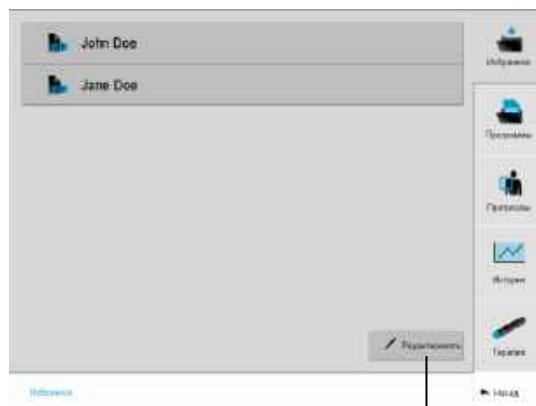 John Doe
Jane Doe
Избранное
Программы
Протоколы
История
Терапия
Редактировать
Избранное
Назад